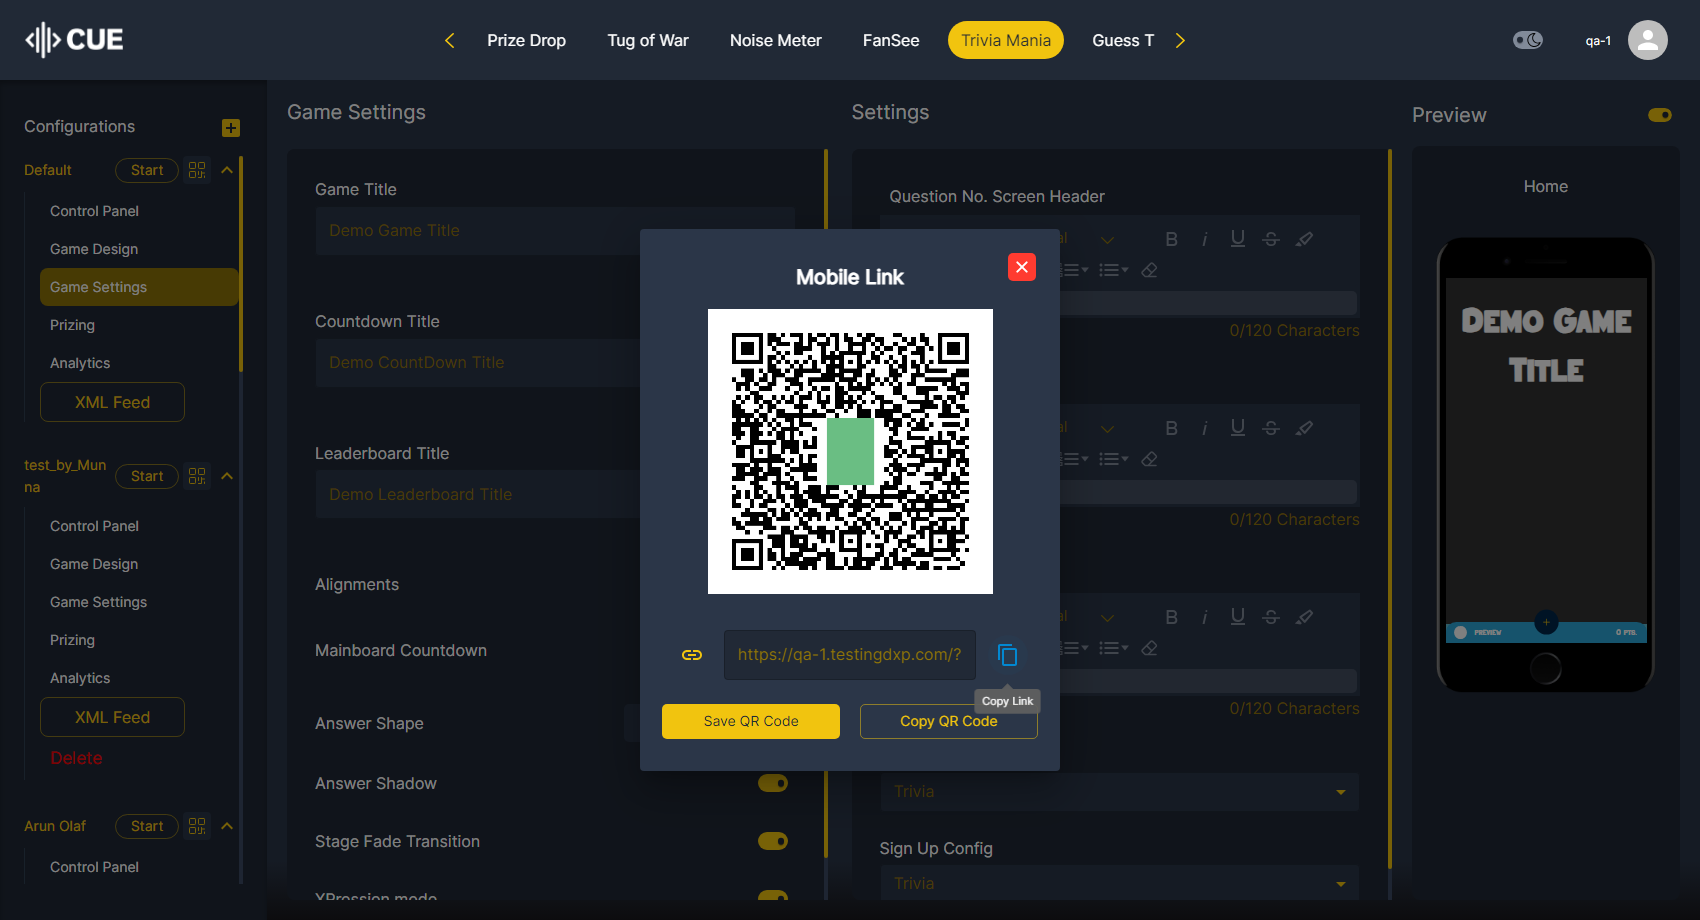 CUE
Prize Drop
Tug of War
Noise Meter
FanSee
Trivia Mania
Guess T
qa-1
Configurations
Default
Start
Control Panel
Game Design
Game Settings
Prizing
Analytics
XML Feed
test_by_Mun
na
Start
Control Panel
Game Design
Game Settings
Prizing
Analytics
XML Feed
Delete
Arun Olaf
Start
Control Panel
Game Settings
Game Title
Demo Game Title
Countdown Title
Demo CountDown Title
Leaderboard Title
Demo Leaderboard Title
Alignments
Mainboard Countdown
Answer Shape
Answer Shadow
Stage Fade Transition
XPression mode
Mobile Link
https://qa-1.testingdxp.com/?
Copy Link
Save QR Code
Copy QR Code
Settings
Question No. Screen Header
al
B i U S
0/120 Characters
al
B i U S
0/120 Characters
al
B i U S
0/120 Characters
Trivia
Sign Up Config
Trivia
Preview
Home
Demo Game
Title
PREVIEW
0 PTS.